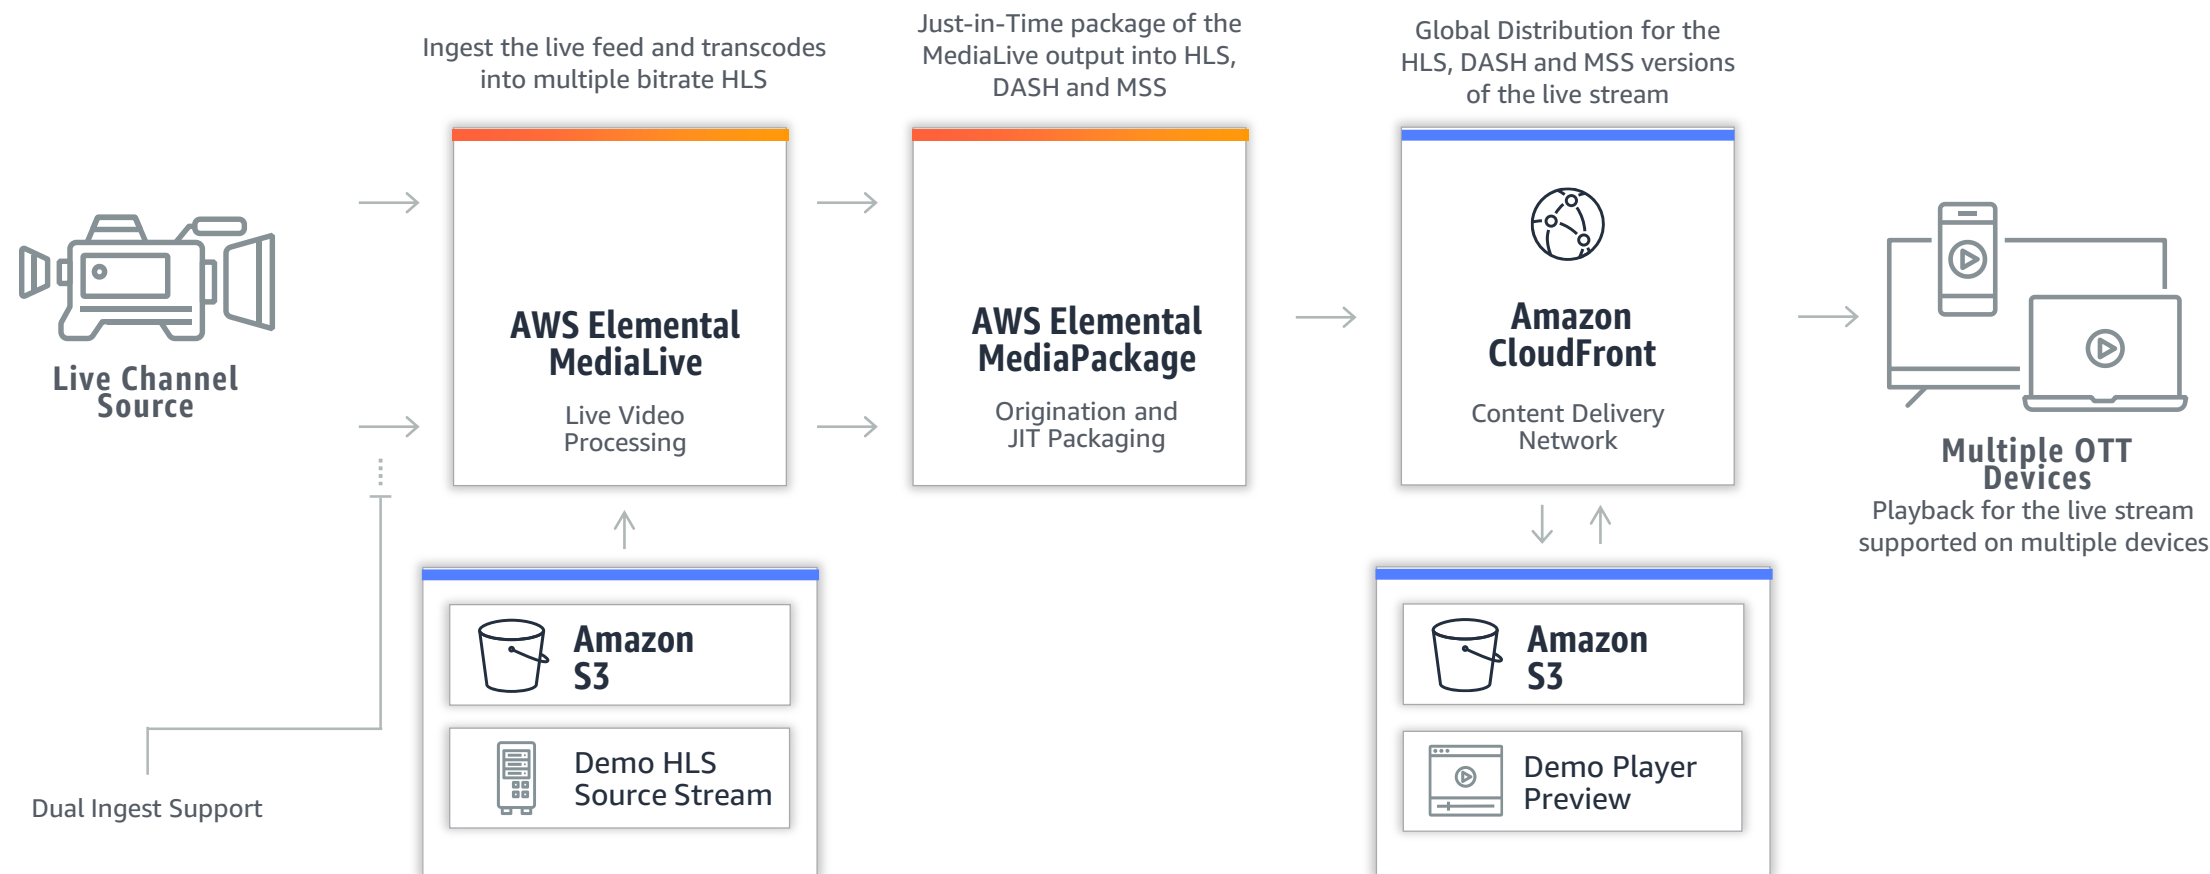 Ingest the live feed and transcodes
into multiple bitrate HLS
Just-in-Time package of the
MediaLive output into HLS,
DASH and MSS
Global Distribution for the
HLS, DASH and MSS versions
of the live stream
Live Channel
Source
AWS Elemental
MediaLive
Live Video
Processing
AWS Elemental
MediaPackage
Origination and
JIT Packaging
Amazon
CloudFront
Content Delivery
Network
Multiple OTT
Devices
Playback for the live stream
supported on multiple devices
Dual Ingest Support
Amazon
S3
Demo HLS
Source Stream
Amazon
S3
Demo Player
Preview